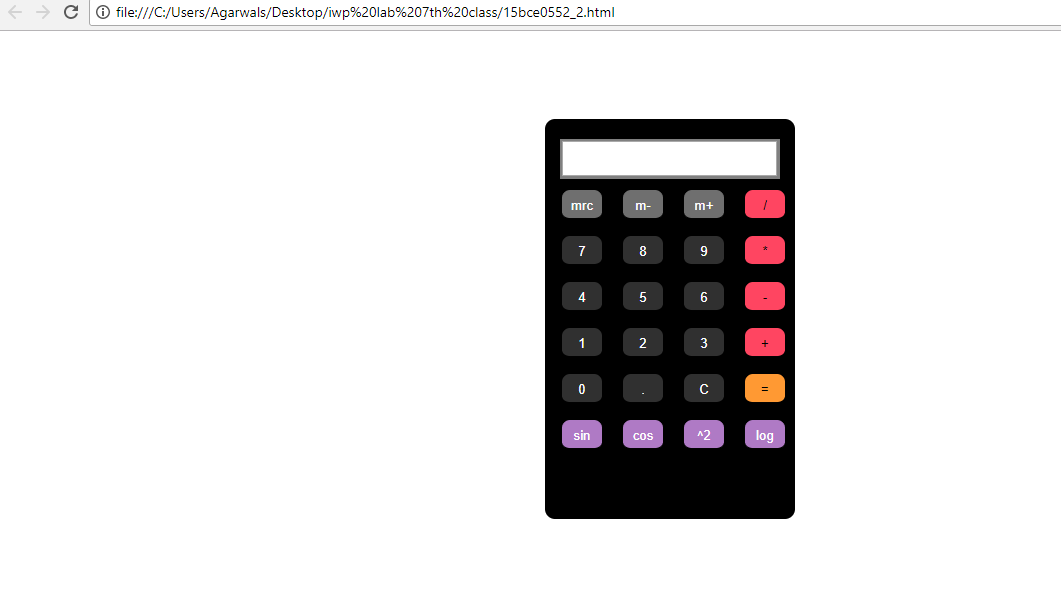 file:///C:/Users/Agarwals/Desktop/iwp%20lab%207th%20class/15bce0552_2.html
mrc m- m+ /
7 8 9 *
4 5 6 -
1 2 3 +
0 . C =
sin cos ^2 log